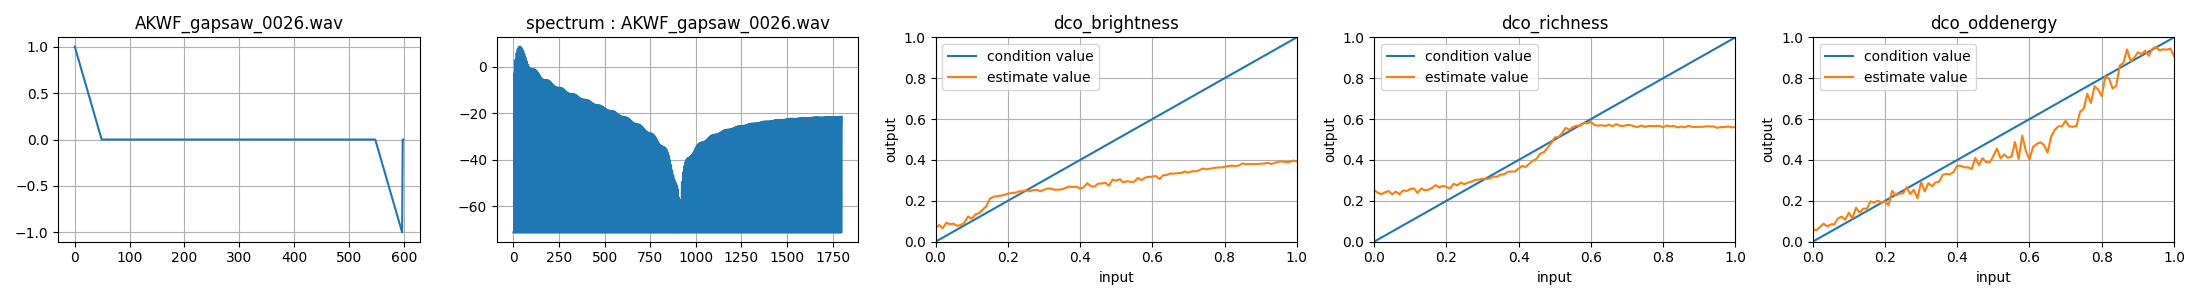 AKWF_gapsaw_0026.wav
1.0
0.5
0.0
−0.5
−1.0
0 100 200 300 400 500 600
spectrum : AKWF_gapsaw_0026.wav
0
−20
−40
−60
0 250 500 750 1000 1250 1500 1750
dco_brightness
condition value
estimate value
output
1.0
0.8
0.6
0.4
0.2
0.0
0.0 0.2 0.4 0.6 0.8 1.0
input
dco_richness
condition value
estimate value
output
1.0
0.8
0.6
0.4
0.2
0.0
0.0 0.2 0.4 0.6 0.8 1.0
input
dco_oddenergy
condition value
estimate value
output
1.0
0.8
0.6
0.4
0.2
0.0
0.0 0.2 0.4 0.6 0.8 1.0
input